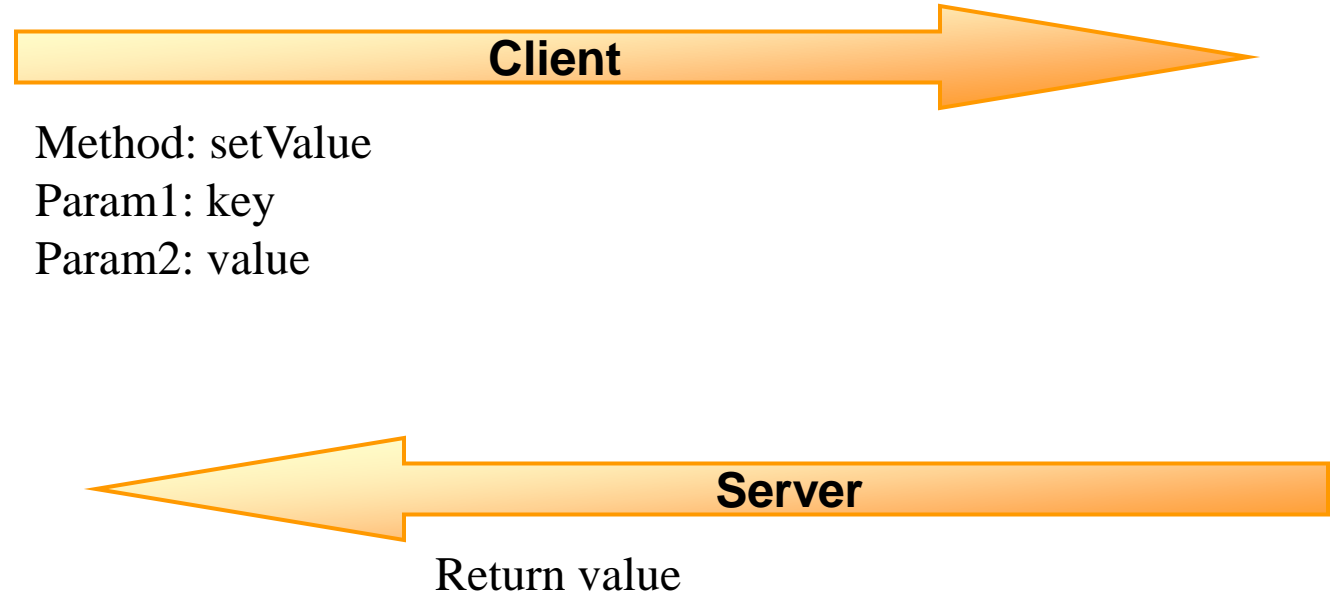 Client
Method: setValue
Param1: key
Param2: value
Server
Return value